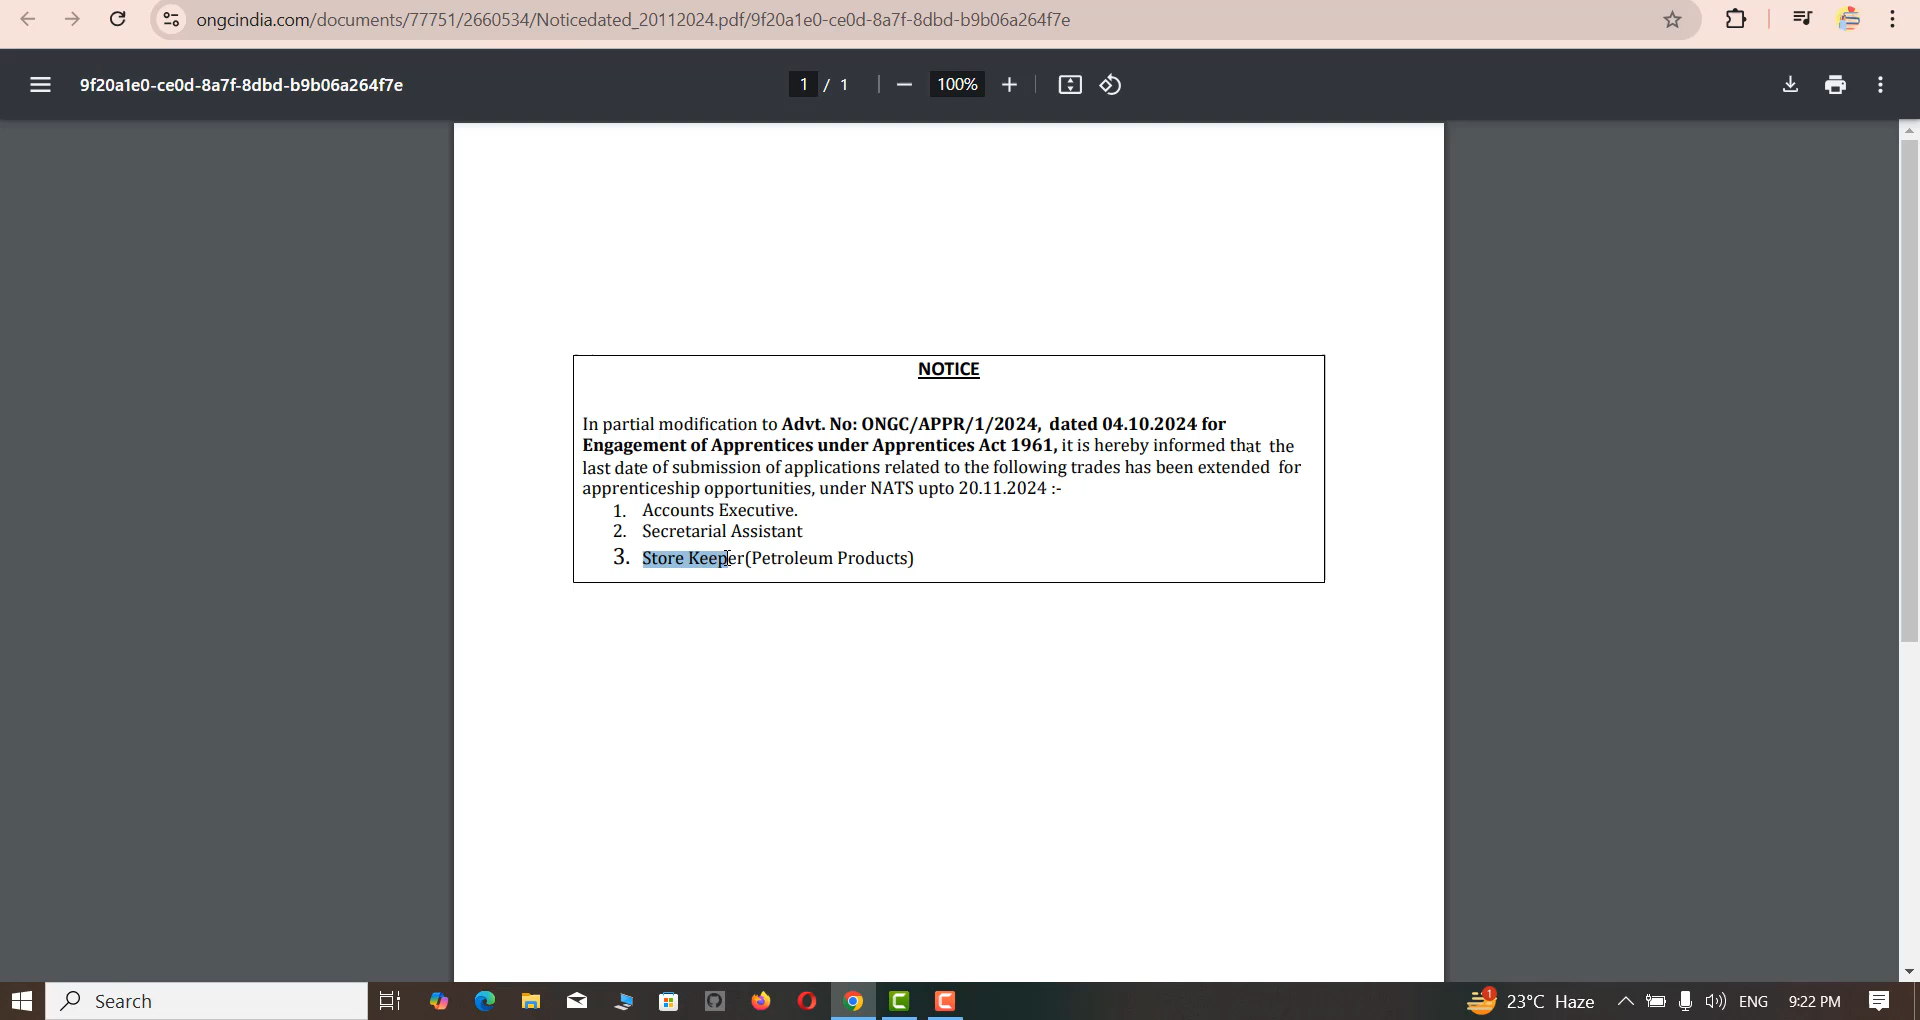 ongcindia.com/documents/77751/2660534/Noticedated_20112024.pdf/9f20a1e0-ce0d-8a7f-8dbd-b9b06a264f7e
9f20a1e0-ce0d-8a7f-8dbd-b9b06a264f7e
1 / 1
100%
NOTICE
In partial modification to Advt. No: ONGC/APPR/1/2024, dated 04.10.2024 for
Engagement of Apprentices under Apprentices Act 1961, it is hereby informed that the
last date of submission of applications related to the following trades has been extended for
apprenticeship opportunities, under NATS upto 20.11.2024 :-
1. Accounts Executive.
2. Secretarial Assistant
3. Store Keeper(Petroleum Products)
Search
1
23°C Haze
ENG
9:22 PM